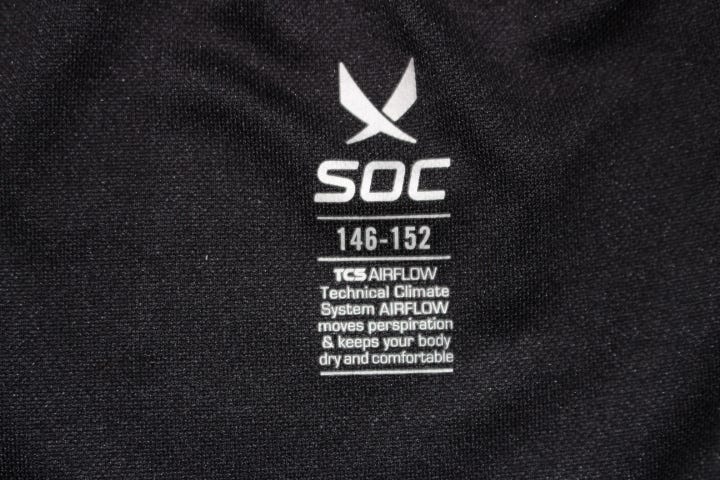 SOC
146-152
TCS AIRFLOW
Technical Climate
System AIRFLOW
moves perspiration
& keeps your body
dry and comfortable